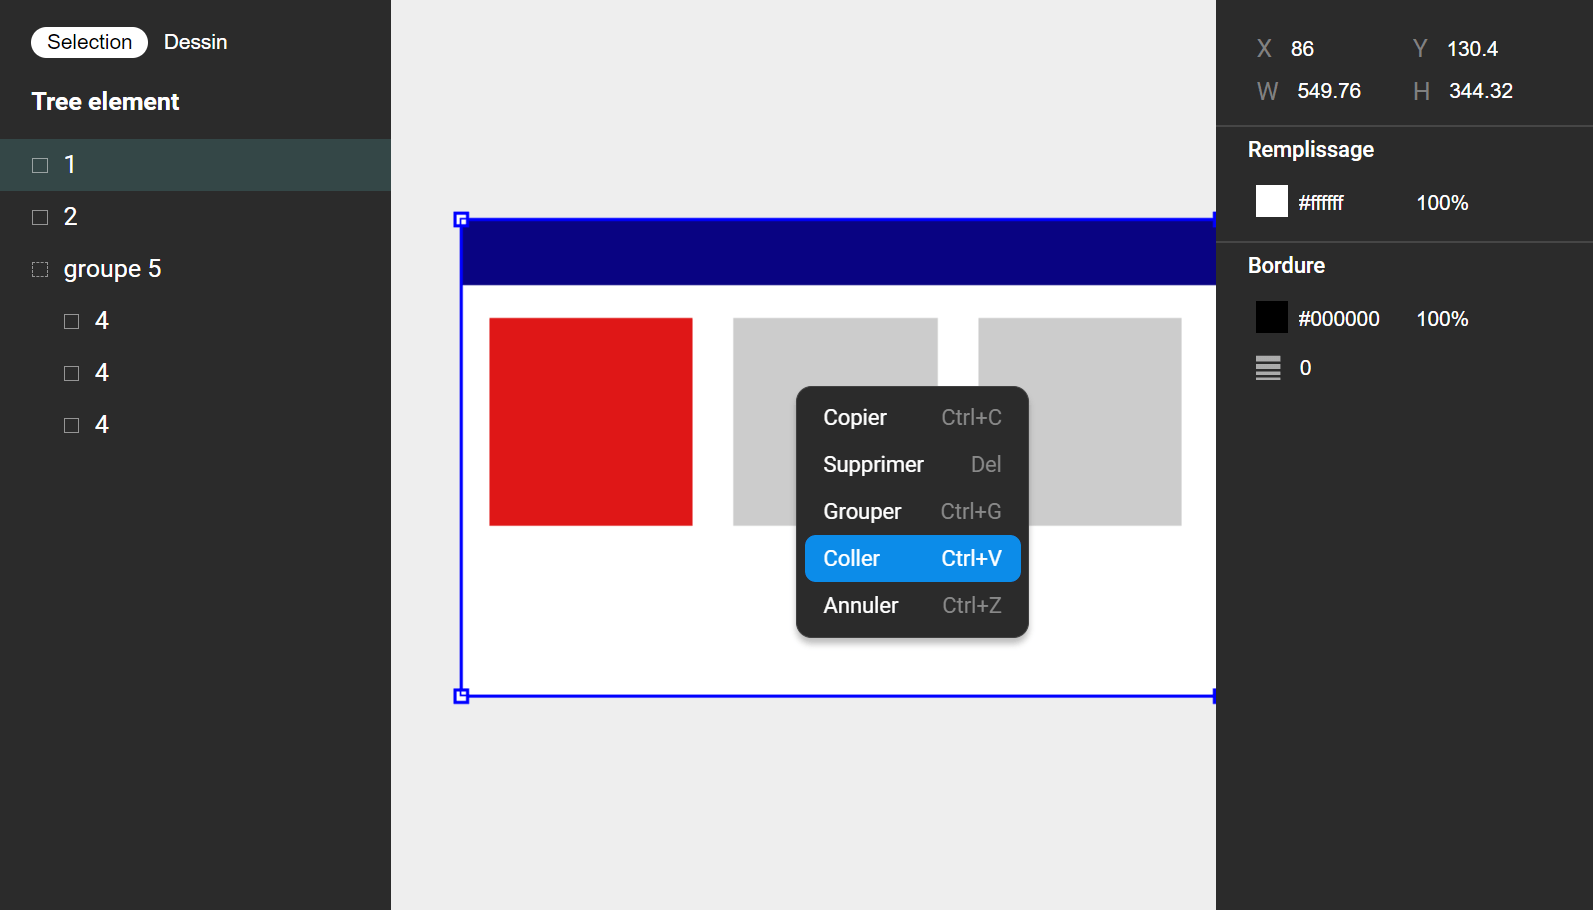 Selection Dessin
Tree element
1
2
groupe 5
4
4
4
Copier Ctrl+C
Supprimer Del
Grouper Ctrl+G
Coller Ctrl+V
Annuler Ctrl+Z
X 86 Y 130.4
W 549.76 H 344.32
Remplissage
#ffffff 100%
Bordure
#000000 100%
0